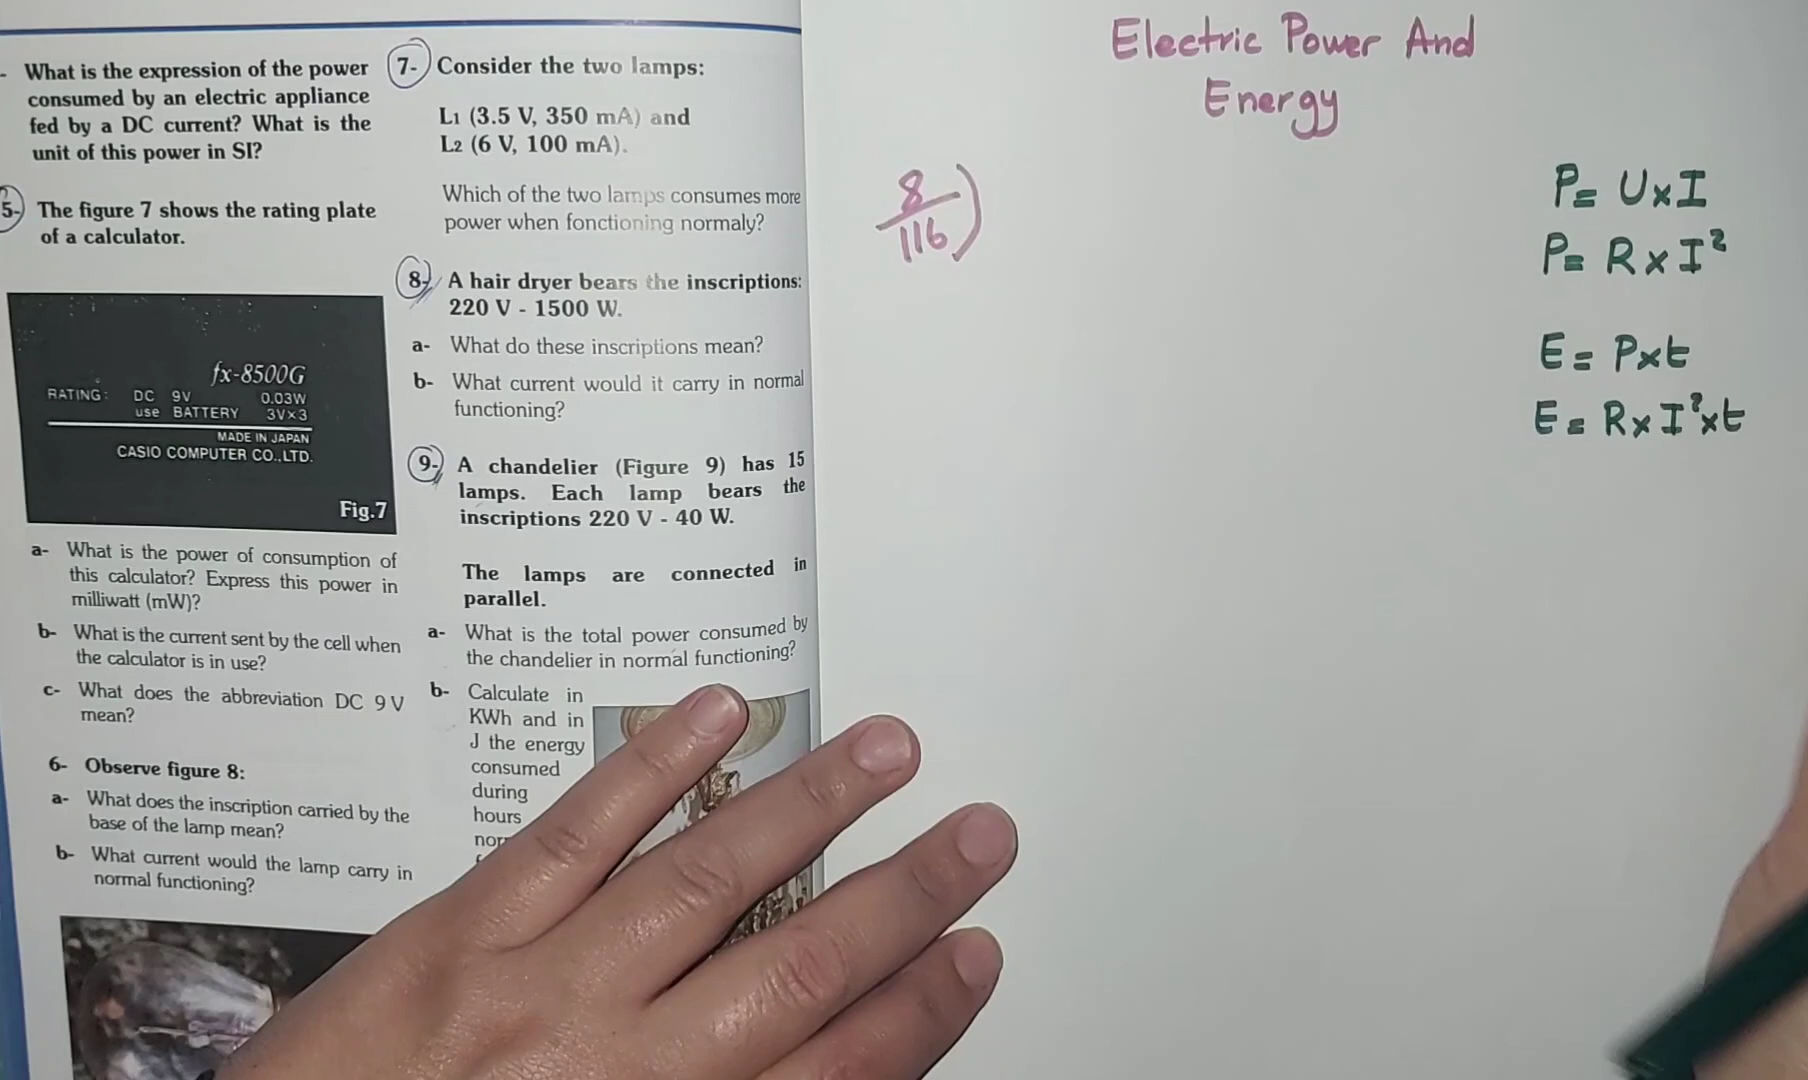 - What is the expression of the power
consumed by an electric appliance
fed by a DC current? What is the
unit of this power in SI?
5- The figure 7 shows the rating plate
of a calculator.
fx-8500G
RATING: DC 9V 0.03W
use BATTERY 3V×3
MADE IN JAPAN
CASIO COMPUTER CO.,LTD.
Fig.7
a- What is the power of consumption of
this calculator? Express this power in
milliwatt (mW)?
b- What is the current sent by the cell when
the calculator is in use?
c- What does the abbreviation DC 9 V
mean?
6- Observe figure 8:
a- What does the inscription carried by the
base of the lamp mean?
b- What current would the lamp carry in
normal functioning?
7- Consider the two lamps:
L1 (3.5 V, 350 mA) and
L2 (6 V, 100 mA).
Which of the two lamps consumes more
power when fonctioning normaly?
8- A hair dryer bears the inscriptions:
220 V - 1500 W.
a- What do these inscriptions mean?
b- What current would it carry in normal
functioning?
9- A chandelier (Figure 9) has 15
lamps. Each lamp bears the
inscriptions 220 V - 40 W.
The lamps are connected in
parallel.
a- What is the total power consumed by
the chandelier in normal functioning?
b- Calculate in
KWh and in
J the energy
consumed
during
hours
Electric Power And
Energy
8/116)
P= U×I
P= R×I²
E= P×t
E= R×I²×t